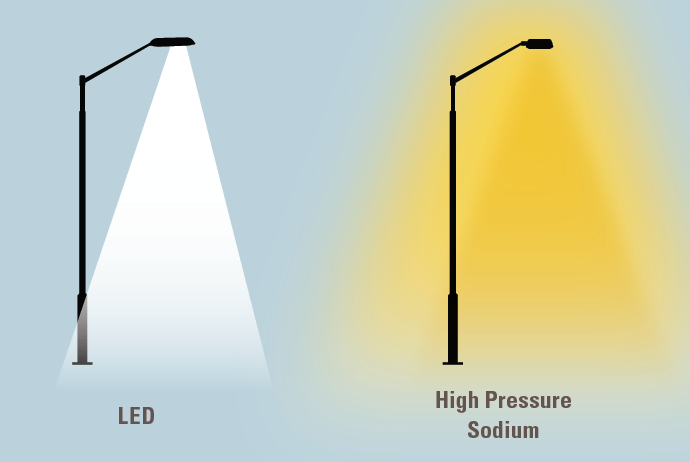 LED
High Pressure
Sodium